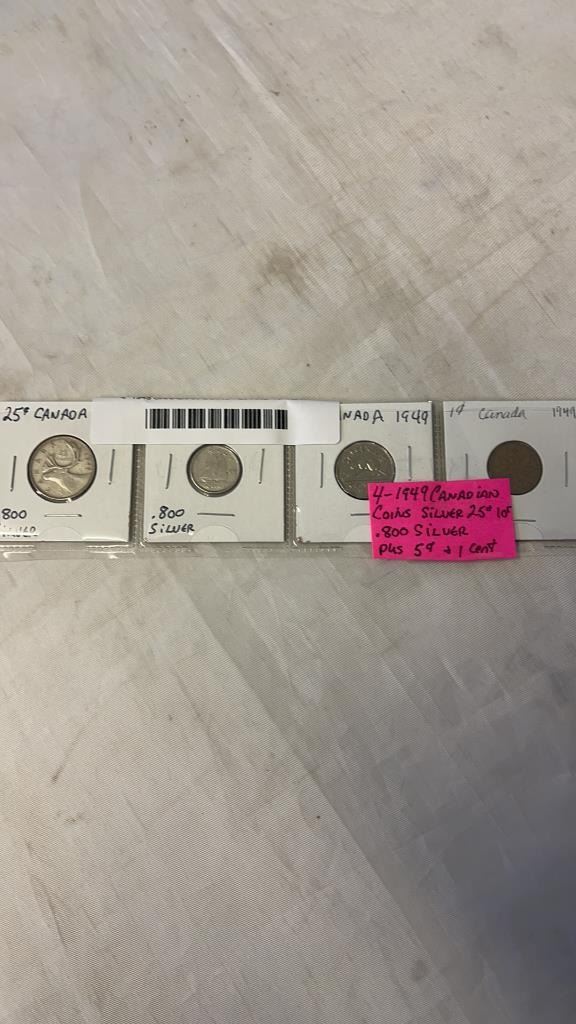 25¢ CANADA
800
.800
SILVER
NADA 1949
1¢ Canada 1949
4-1949 CANADIAN
COINS SILVER 25¢ 10¢
.800 SILVER
PlUS 5¢ + 1 Cent